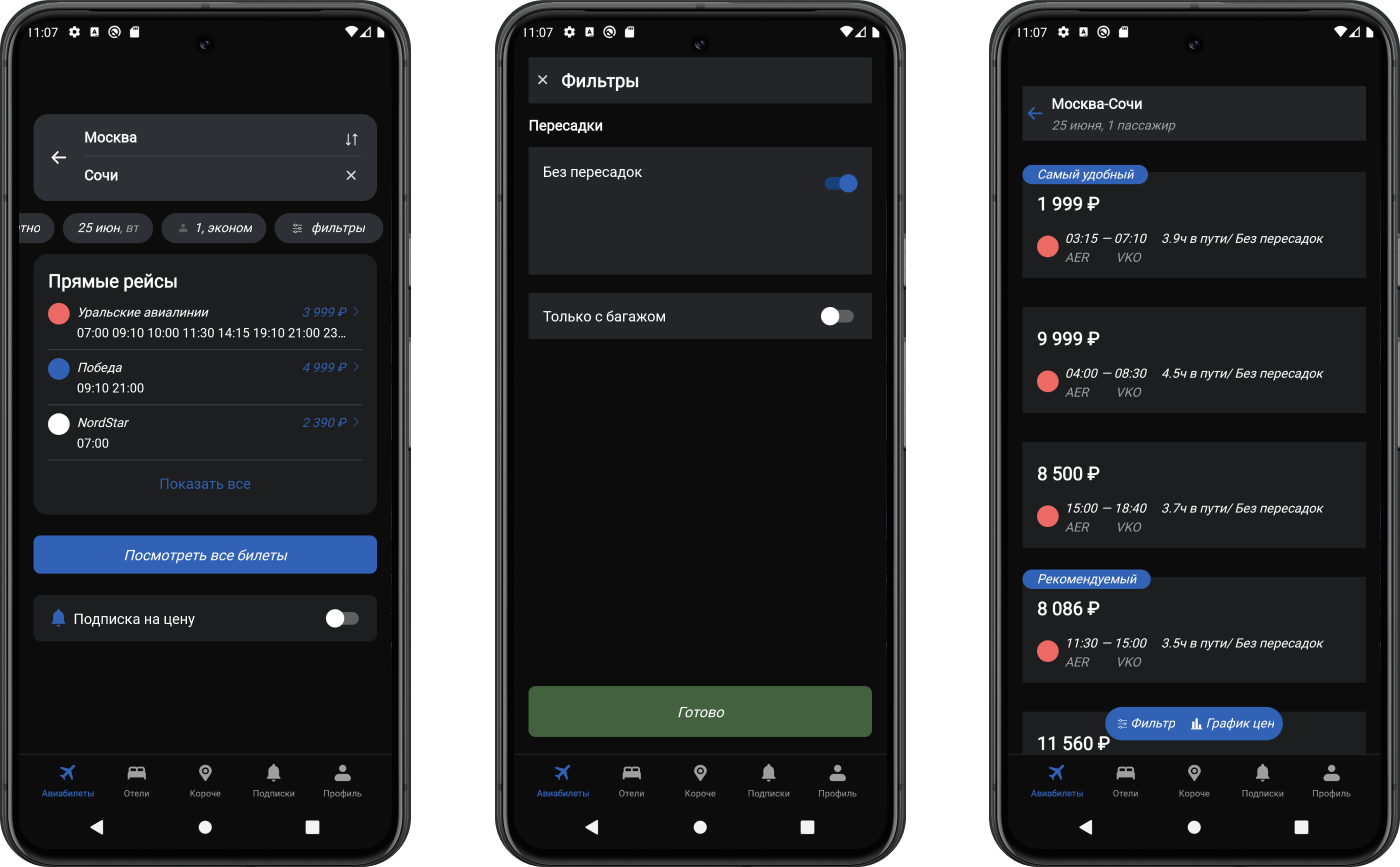 11:07
Москва
Сочи
тно
25 июн, вт
1, эконом
фильтры
Прямые рейсы
Уральские авиалинии
3 999 ₽
07:00 09:10 10:00 11:30 14:15 19:10 21:00 23...
Победа
4 999 ₽
09:10 21:00
NordStar
2 390 ₽
07:00
Показать все
Посмотреть все билеты
Подписка на цену
Авиабилеты
Отели
Короче
Подписки
Профиль
11:07
Фильтры
Пересадки
Без пересадок
Только с багажом
Готово
Авиабилеты
Отели
Короче
Подписки
Профиль
11:07
Москва-Сочи
25 июня, 1 пассажир
Самый удобный
1 999 ₽
03:15 — 07:10 3.9ч в пути/ Без пересадок
AER VKO
9 999 ₽
04:00 — 08:30 4.5ч в пути/ Без пересадок
AER VKO
8 500 ₽
15:00 — 18:40 3.7ч в пути/ Без пересадок
AER VKO
Рекомендуемый
8 086 ₽
11:30 — 15:00 3.5ч в пути/ Без пересадок
AER VKO
Фильтр
График цен
11 560 ₽
Авиабилеты
Отели
Короче
Подписки
Профиль